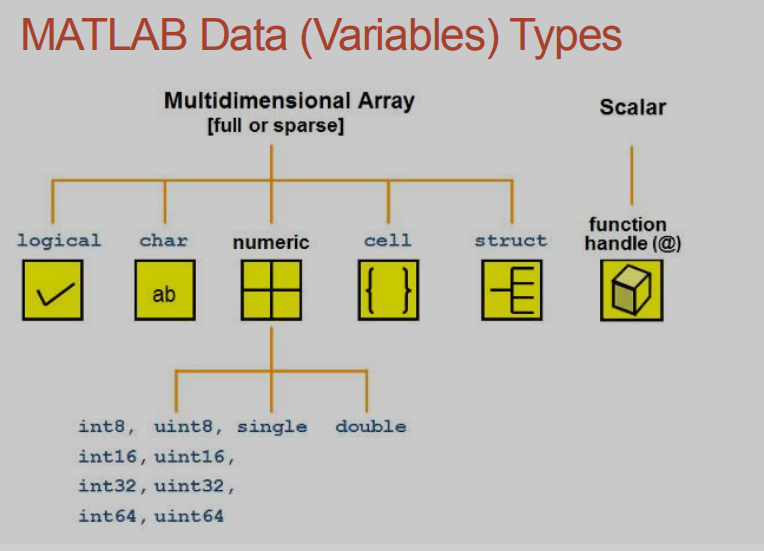 MATLAB Data (Variables) Types
Multidimensional Array
[full or sparse]
Scalar
logical
char
numeric
cell
struct
function
handle (@)
ab
{ }
int8, uint8, single double
int16, uint16,
int32, uint32,
int64, uint64